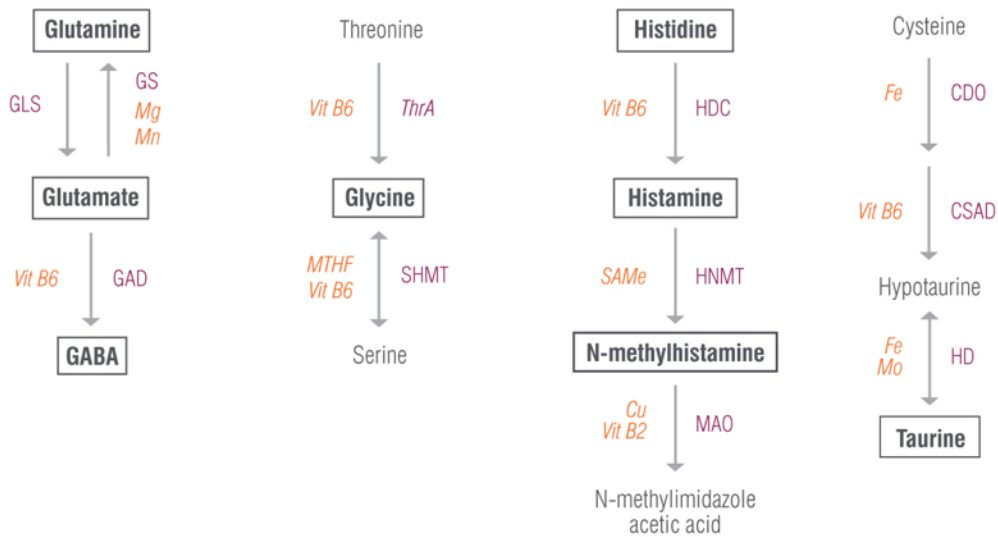 Glutamine
GLS
GS
Mg
Mn
Glutamate
Vit B6
GAD
GABA
Threonine
Vit B6
ThrA
Glycine
MTHF
Vit B6
SHMT
Serine
Histidine
Vit B6
HDC
Histamine
SAMe
HNMT
N-methylhistamine
Cu
Vit B2
MAO
N-methylimidazole
acetic acid
Cysteine
Fe
CDO
Vit B6
CSAD
Hypotaurine
Fe
Mo
HD
Taurine